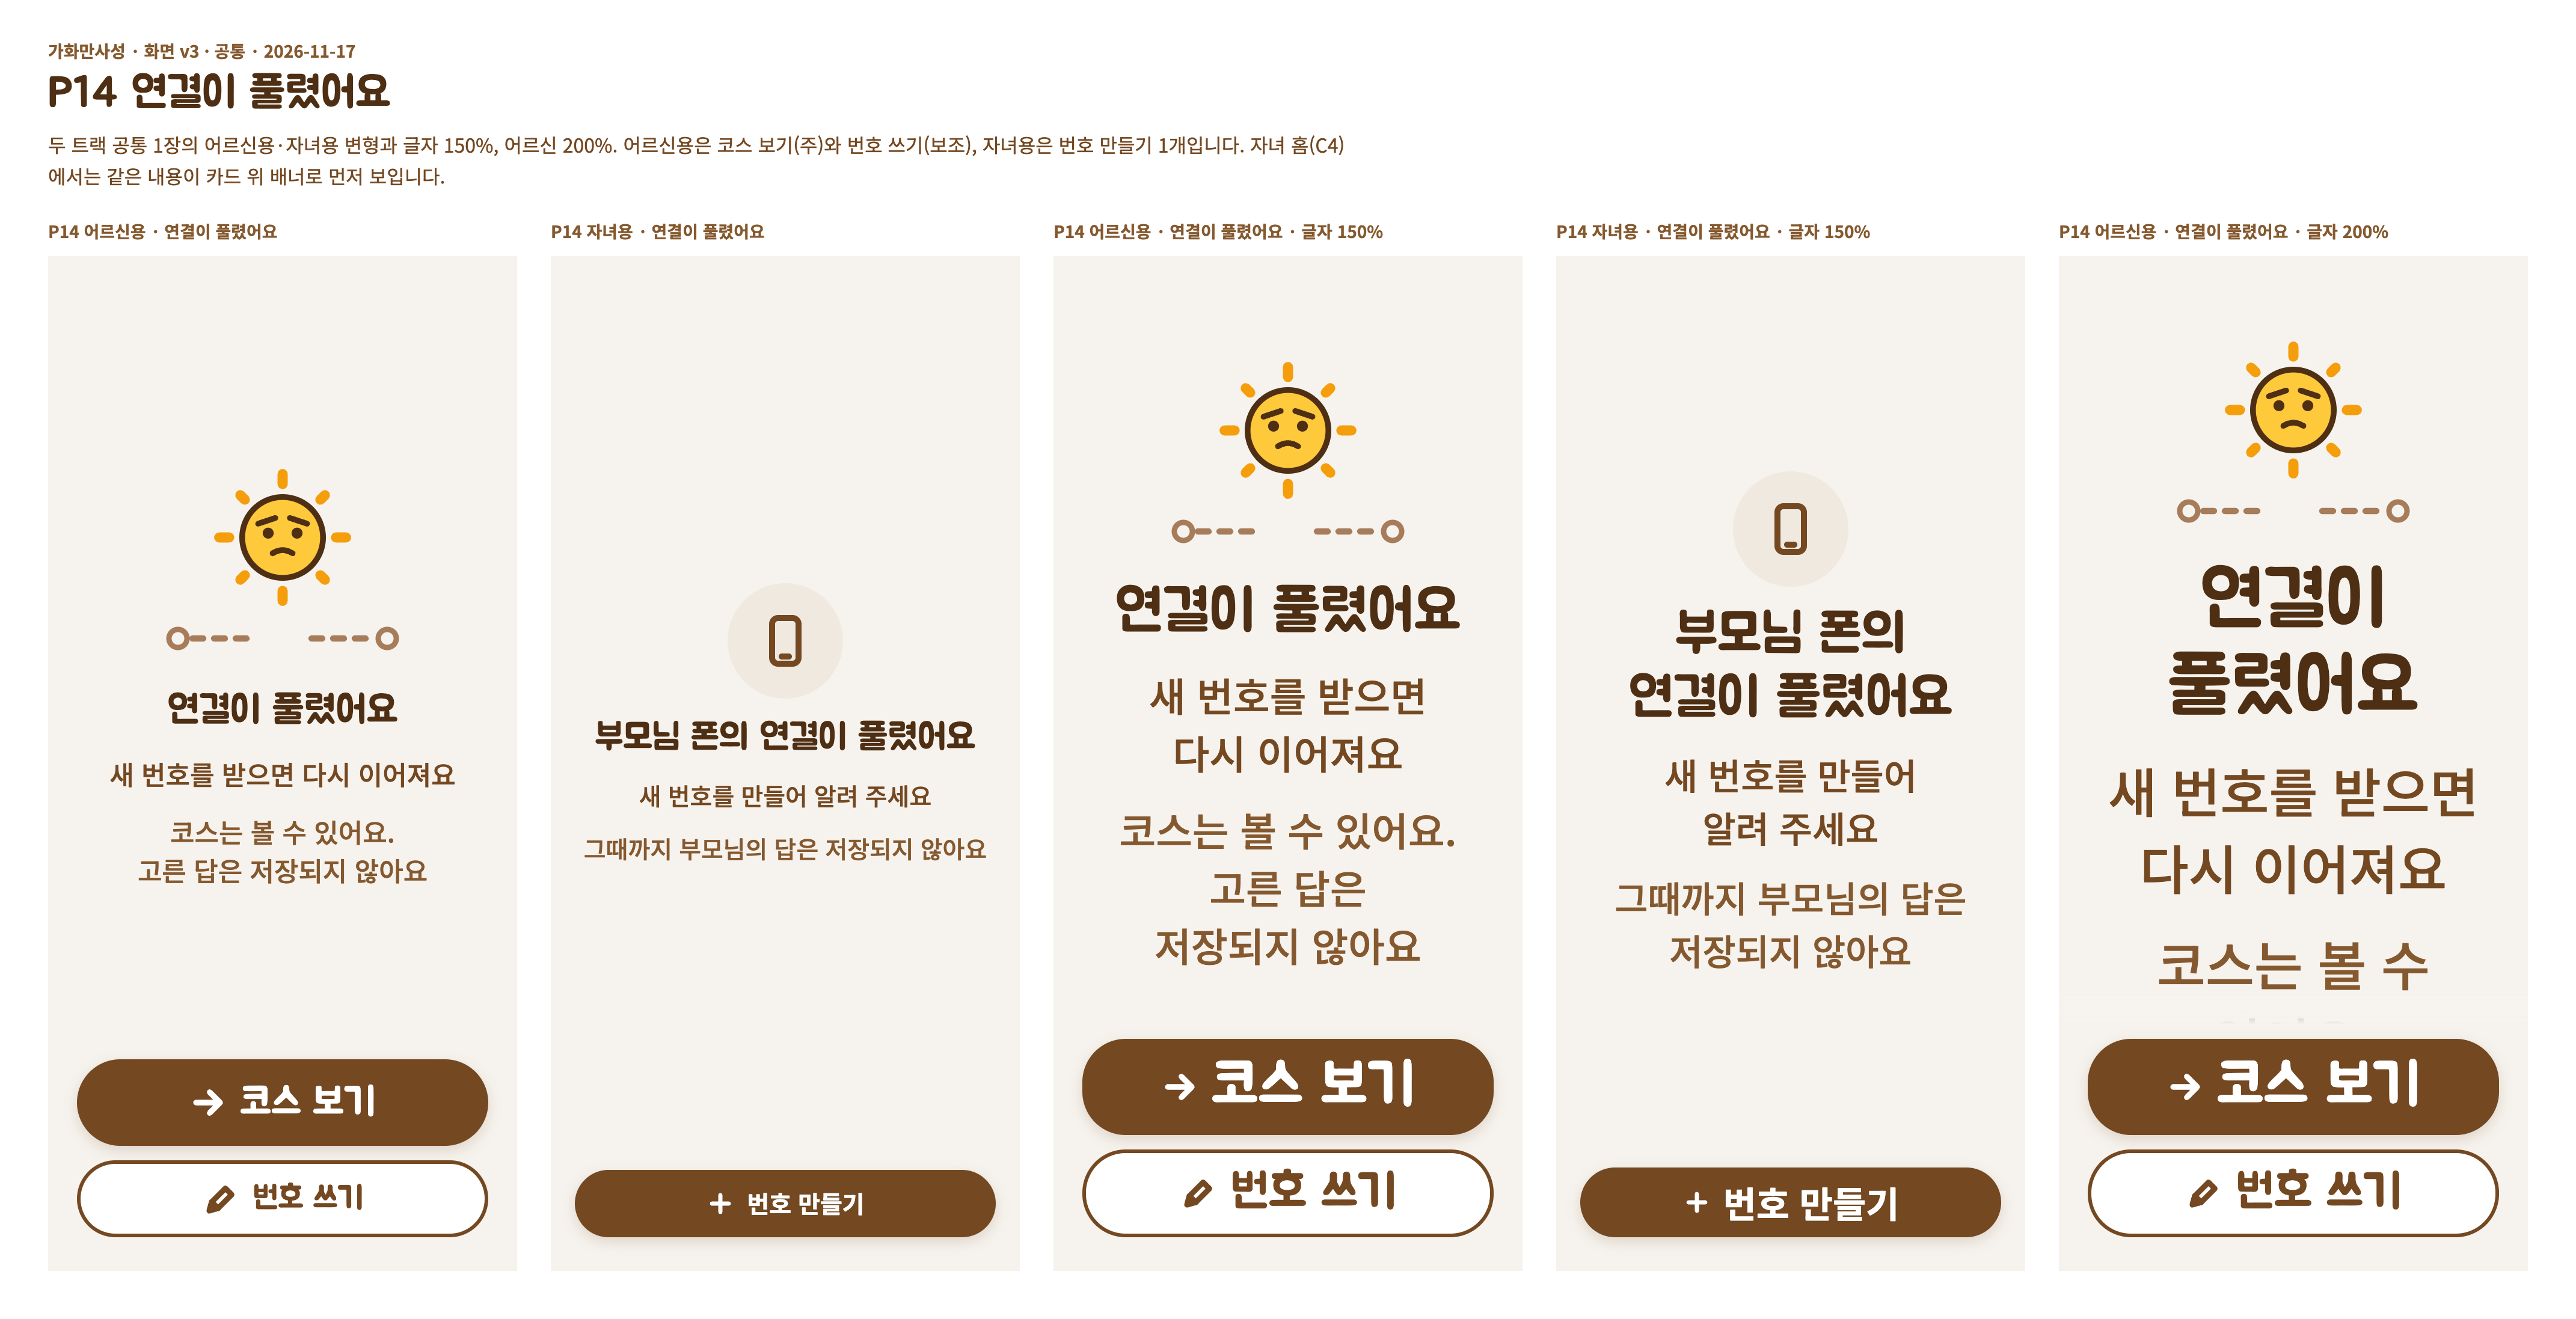 가화만사성 · 화면 v3 · 공통 · 2026-11-17
P14 연결이 풀렸어요
두 트랙 공통 1장의 어르신용·자녀용 변형과 글자 150%, 어르신 200%. 어르신용은 코스 보기(주)와 번호 쓰기(보조), 자녀용은 번호 만들기 1개입니다. 자녀 홈(C4)
에서는 같은 내용이 카드 위 배너로 먼저 보입니다.
P14 어르신용 · 연결이 풀렸어요
연결이 풀렸어요
새 번호를 받으면 다시 이어져요
코스는 볼 수 있어요.
고른 답은 저장되지 않아요
→ 코스 보기
번호 쓰기
P14 자녀용 · 연결이 풀렸어요
부모님 폰의 연결이 풀렸어요
새 번호를 만들어 알려 주세요
그때까지 부모님의 답은 저장되지 않아요
+ 번호 만들기
P14 어르신용 · 연결이 풀렸어요 · 글자 150%
연결이 풀렸어요
새 번호를 받으면
다시 이어져요
코스는 볼 수 있어요.
고른 답은
저장되지 않아요
→ 코스 보기
번호 쓰기
P14 자녀용 · 연결이 풀렸어요 · 글자 150%
부모님 폰의
연결이 풀렸어요
새 번호를 만들어
알려 주세요
그때까지 부모님의 답은
저장되지 않아요
+ 번호 만들기
P14 어르신용 · 연결이 풀렸어요 · 글자 200%
연결이
풀렸어요
새 번호를 받으면
다시 이어져요
코스는 볼 수
→ 코스 보기
번호 쓰기